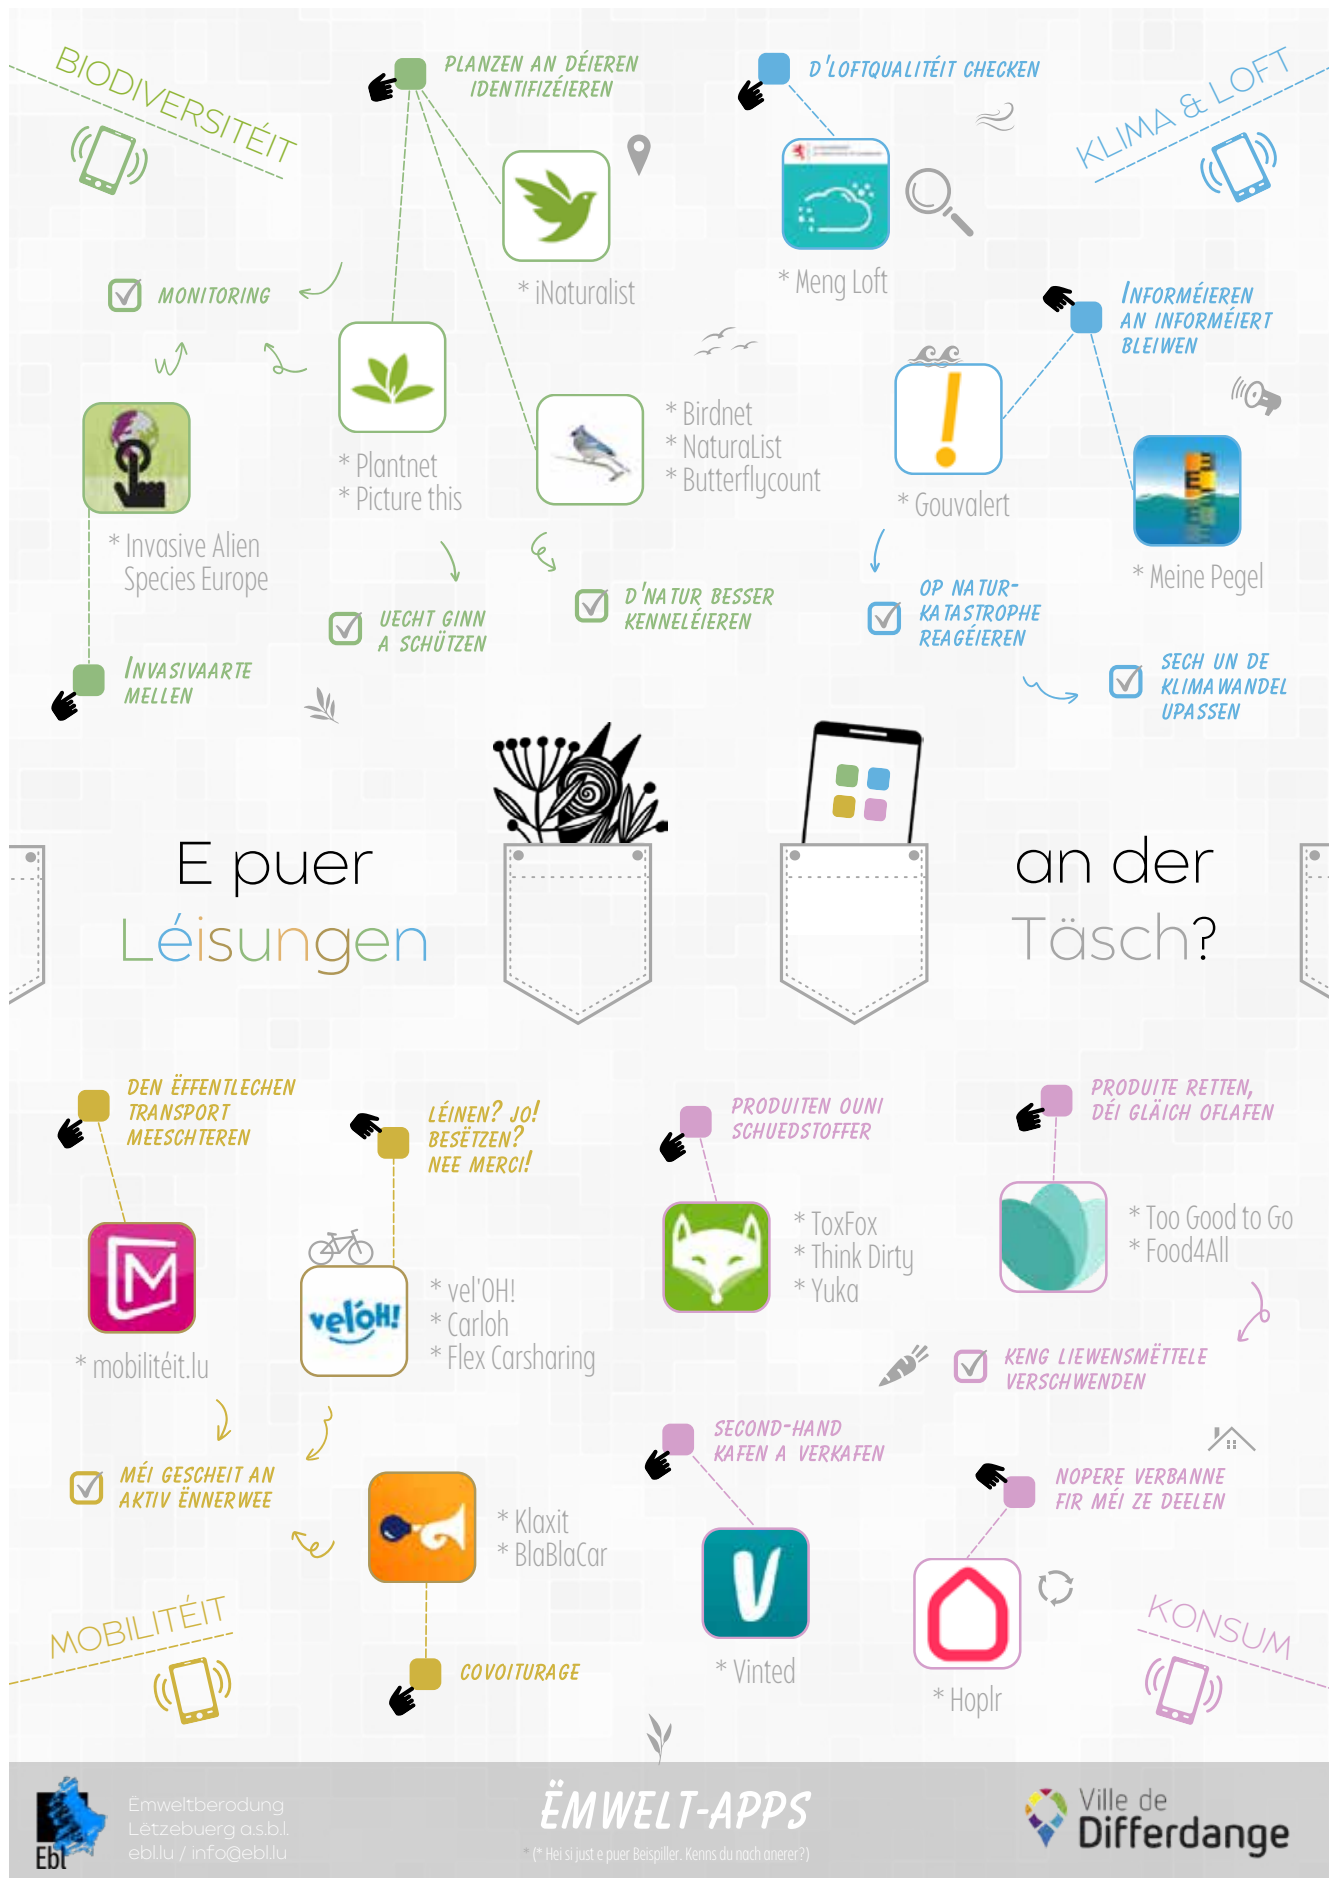 BIODIVERSITÉIT
PLANZEN AN DÉIEREN
IDENTIFIZÉIEREN
* iNaturalist
MONITORING
* Plantnet
* Picture this
* Birdnet
* NaturaList
* Butterflycount
* Invasive Alien
Species Europe
UECHT GINN
A SCHÜTZEN
D'NATUR BESSER
KENNELÉIEREN
INVASIVAARTE
MELLEN
KLIMA & LOFT
D'LOFTQUALITÉIT CHECKEN
* Meng Loft
INFORMÉIEREN
AN INFORMÉIERT
BLEIWEN
* Gouvalert
* Meine Pegel
OP NATUR-
KATASTROPHE
REAGÉIEREN
SECH UN DE
KLIMAWANDEL
UPASSEN
E puer
Léisungen
an der
Täsch?
DEN ËFFENTLECHEN
TRANSPORT
MEESCHTEREN
LÉINEN? JO!
BESËTZEN?
NEE MERCI!
M
* mobilitéit.lu
vel'OH!
* vel'OH!
* Carloh
* Flex Carsharing
MÉI GESCHEIT AN
AKTIV ËNNERWEE
* Klaxit
* BlaBlaCar
COVOITURAGE
MOBILITÉIT
PRODUITEN OUNI
SCHUEDSTOFFER
* ToxFox
* Think Dirty
* Yuka
PRODUITE RETTEN,
DÉI GLÄICH OFLAFEN
* Too Good to Go
* Food4All
KENG LIEWENSMËTTELE
VERSCHWENDEN
SECOND-HAND
KAFEN A VERKAFEN
V
* Vinted
NOPERE VERBANNE
FIR MÉI ZE DEELEN
* Hoplr
KONSUM
Ebl
Ëmweltberodung
Lëtzebuerg a.s.b.l.
ebl.lu / info@ebl.lu
ËMWELT-APPS
* (* Hei si just e puer Beispiller. Kenns du nach anerer?)
Ville de
Differdange